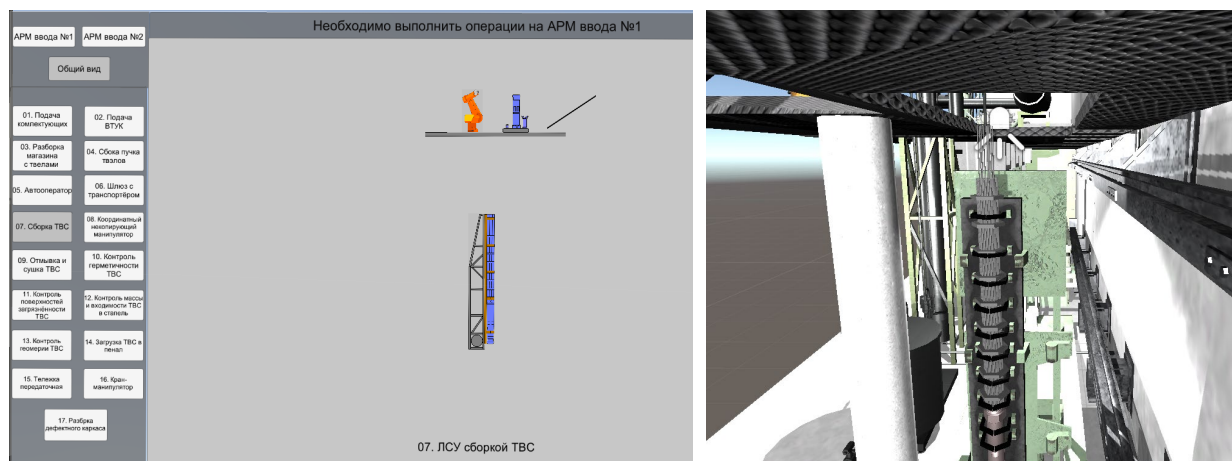 Необходимо выполнить операции на АРМ ввода №1
АРМ ввода №1
АРМ ввода №2
Общий вид
01. Подача
комлектующих
02. Подача
ВТУК
03. Разборка
магазина
с твелами
04. Сбока пучка
твэлов
05. Автооператор
06. Шлюз с
транспортёром
07. Сборка ТВС
08. Координатный
некопирующий
манипулятор
09. Отмывка и
сушка ТВС
10. Контроль
герметичности
ТВС
11. Контроль
поверхностей
загрязнённости
ТВС
12. Контроль массы
и входимости ТВС
в стапель
13. Контроль
геомерии ТВС
14. Загрузка ТВС в
пенал
15. Тележка
передаточная
16. Кран-
манипулятор
17. Разбрка
дефектного каркаса
07. ЛСУ сборкой ТВС